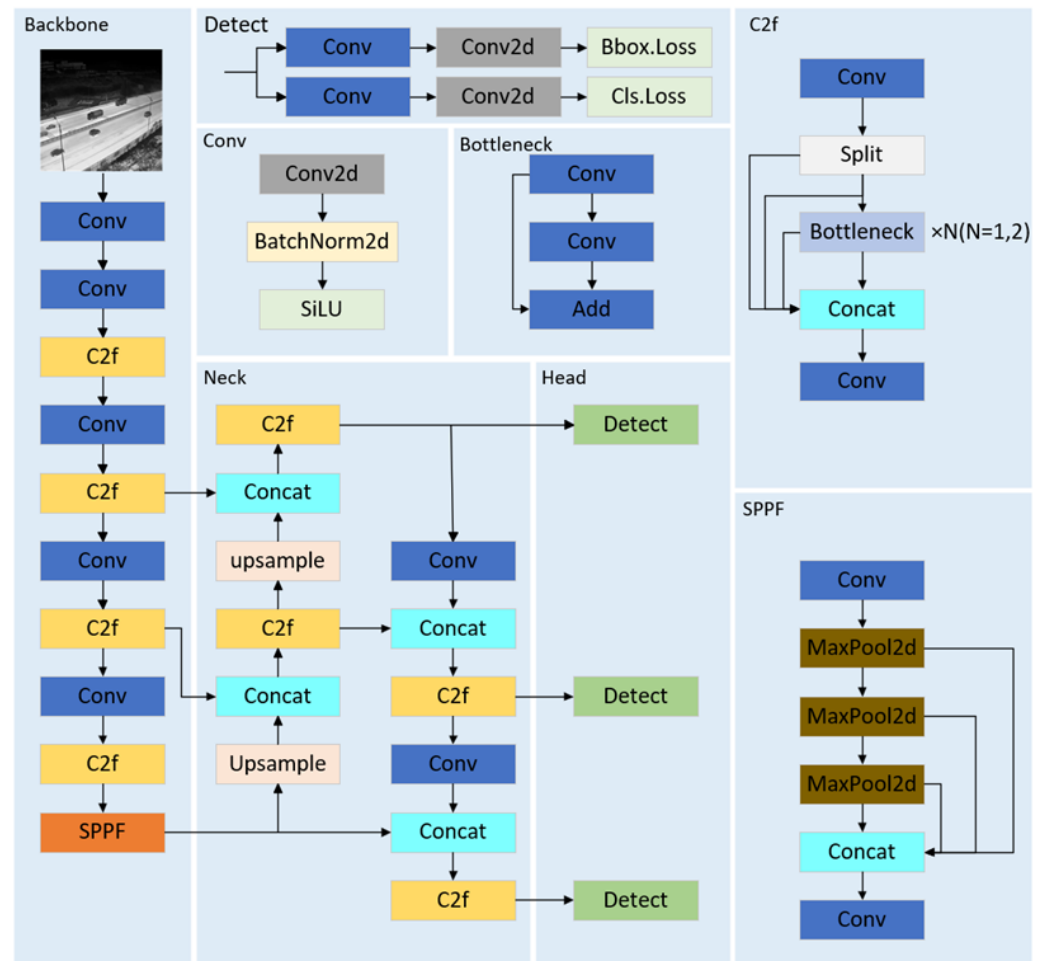 Backbone
Conv
Conv
C2f
Conv
C2f
Conv
C2f
Conv
C2f
SPPF
Detect
Conv
Conv2d
Bbox.Loss
Conv
Conv2d
Cls.Loss
Conv
Conv2d
BatchNorm2d
SiLU
Bottleneck
Conv
Conv
Add
Neck
C2f
Concat
upsample
C2f
Concat
Upsample
Conv
Concat
C2f
Conv
Concat
C2f
Head
Detect
Detect
Detect
C2f
Conv
Split
Bottleneck ×N(N=1,2)
Concat
Conv
SPPF
Conv
MaxPool2d
MaxPool2d
MaxPool2d
Concat
Conv